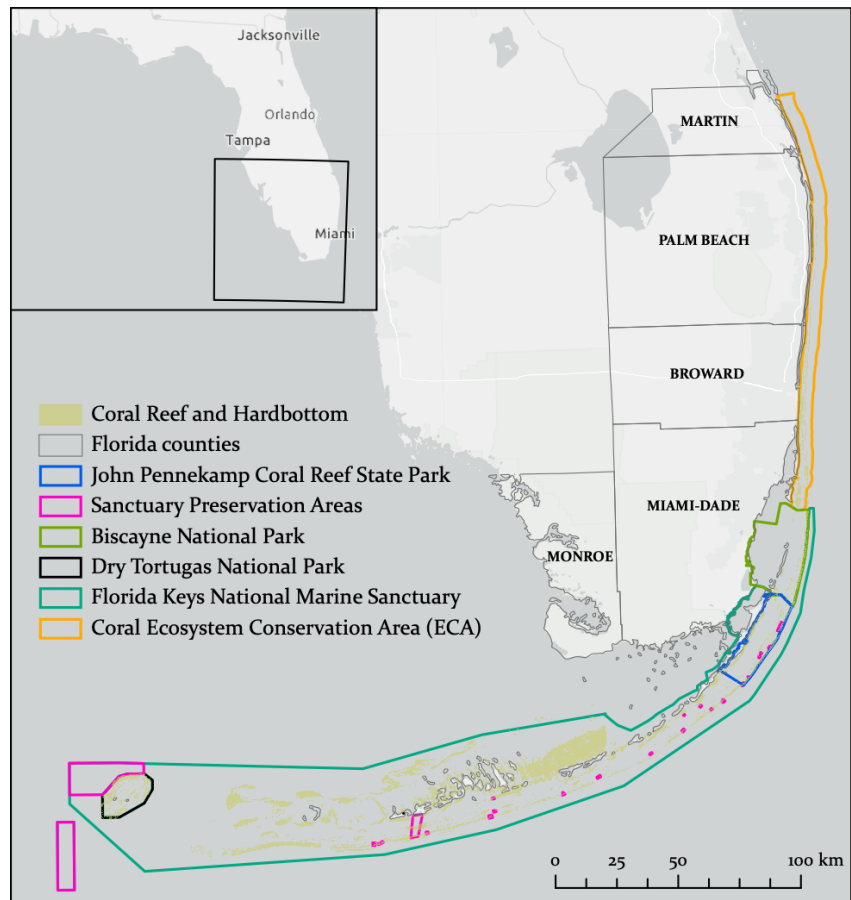 Jacksonville
Orlando
Tampa
Miami
MARTIN
PALM BEACH
BROWARD
MIAMI-DADE
MONROE
Coral Reef and Hardbottom
Florida counties
John Pennekamp Coral Reef State Park
Sanctuary Preservation Areas
Biscayne National Park
Dry Tortugas National Park
Florida Keys National Marine Sanctuary
Coral Ecosystem Conservation Area (ECA)
0 25 50 100 km